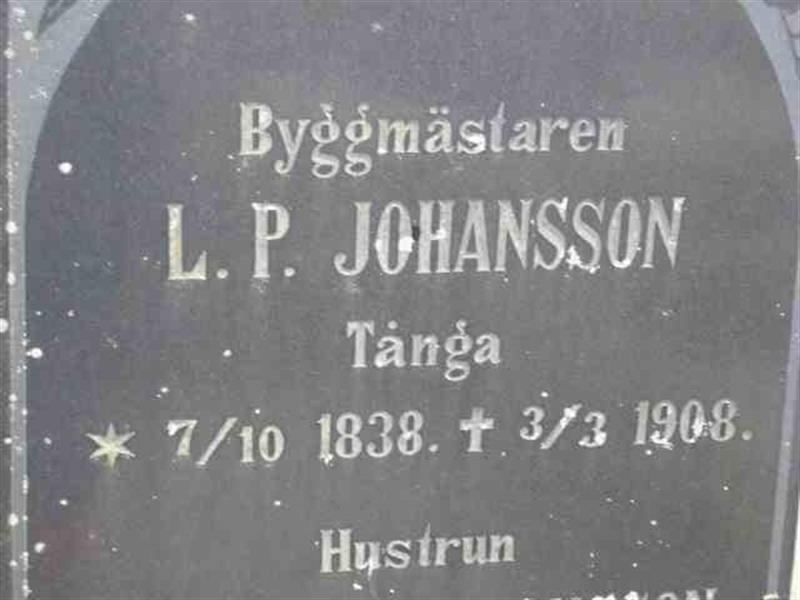 Byggmästaren
L. P. JOHANSSON
Tånga
* 7/10 1838. † 3/3 1908.
Hustrun